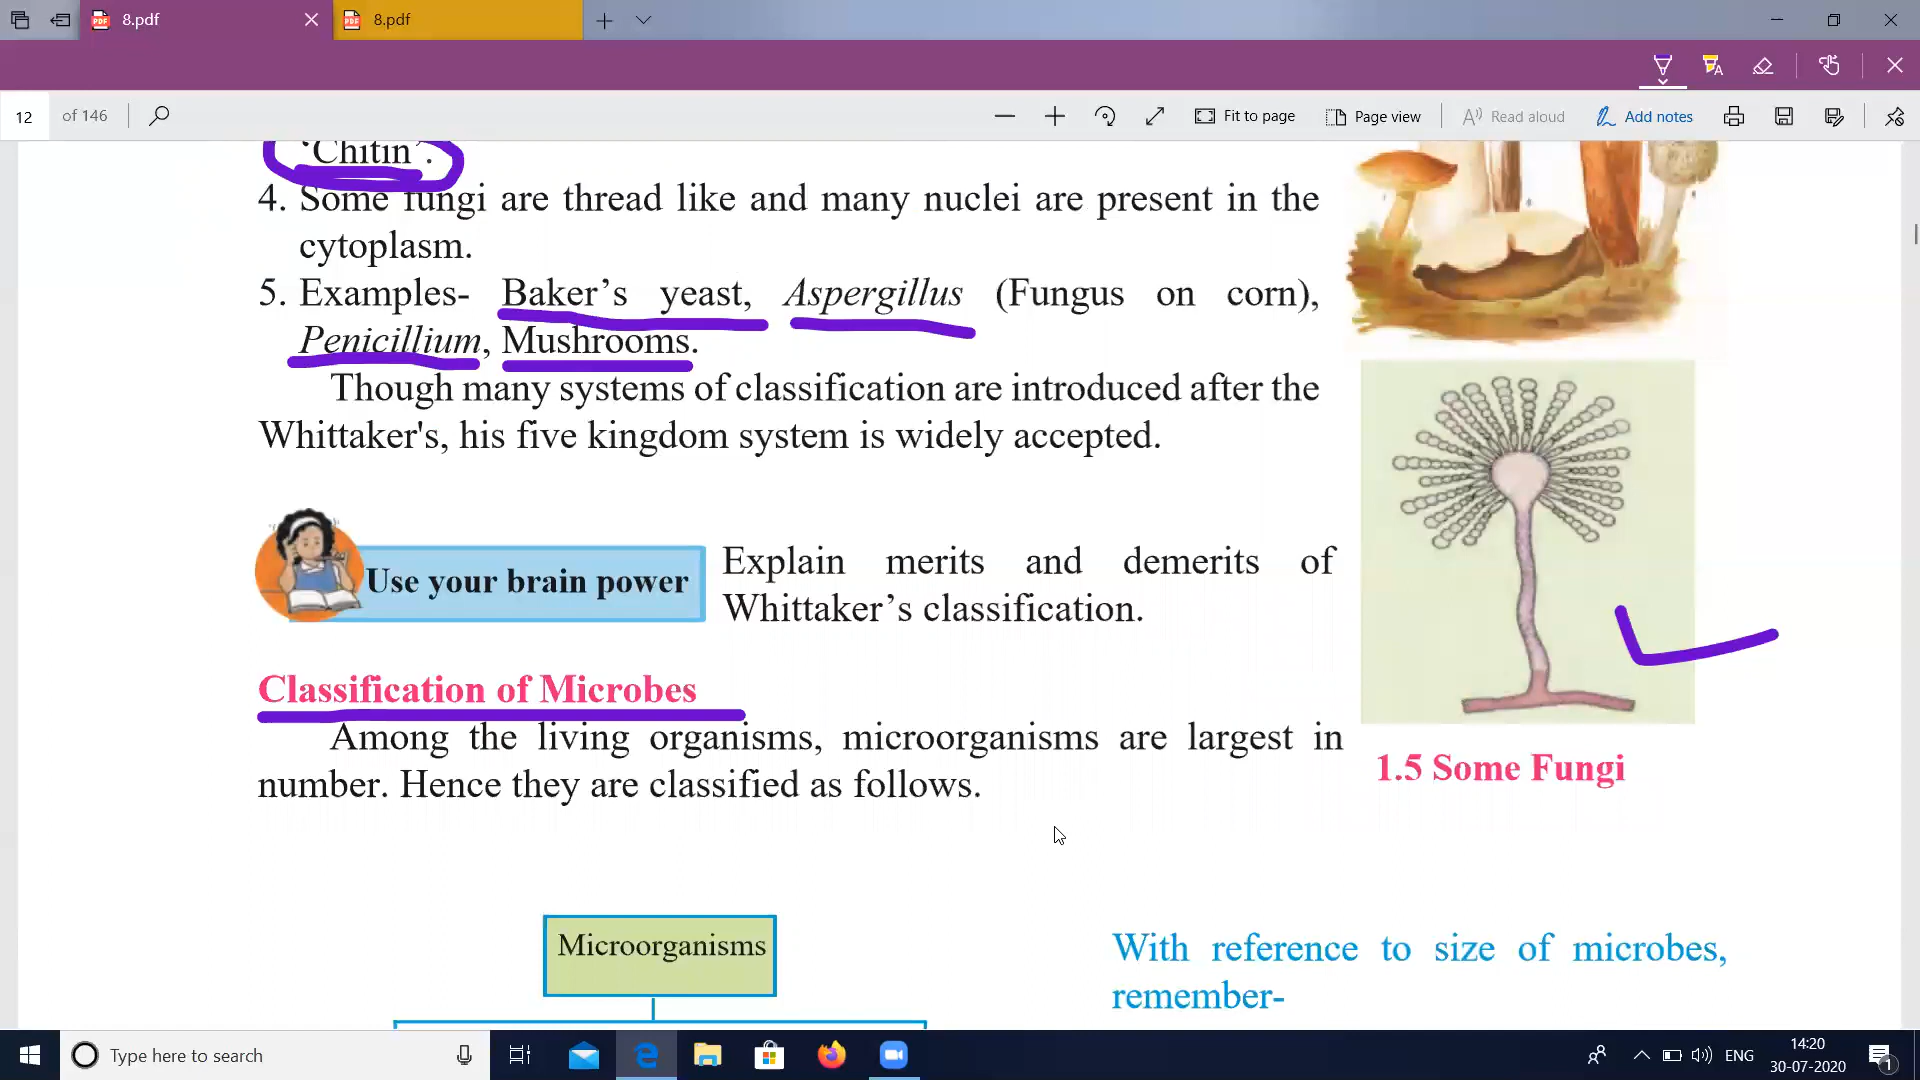 8.pdf
8.pdf
12 of 146
Fit to page
Page view
Read aloud
Add notes
‘Chitin’.
4. Some fungi are thread like and many nuclei are present in the
cytoplasm.
5. Examples- Baker’s yeast, Aspergillus (Fungus on corn),
Penicillium, Mushrooms.
Though many systems of classification are introduced after the
Whittaker's, his five kingdom system is widely accepted.
Use your brain power
Explain merits and demerits of
Whittaker’s classification.
Classification of Microbes
Among the living organisms, microorganisms are largest in
number. Hence they are classified as follows.
1.5 Some Fungi
Microorganisms
With reference to size of microbes,
remember-
Type here to search
ENG
14:20
30-07-2020
1